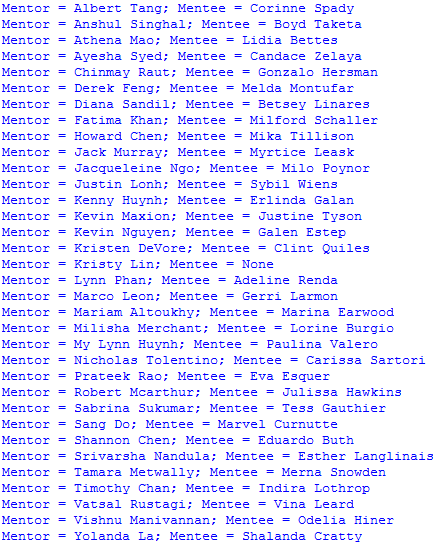 Mentor = Albert Tang; Mentee = Corinne Spady
Mentor = Anshul Singhal; Mentee = Boyd Taketa
Mentor = Athena Mao; Mentee = Lidia Bettes
Mentor = Ayesha Syed; Mentee = Candace Zelaya
Mentor = Chinmay Raut; Mentee = Gonzalo Hersman
Mentor = Derek Feng; Mentee = Melda Montufar
Mentor = Diana Sandil; Mentee = Betsey Linares
Mentor = Fatima Khan; Mentee = Milford Schaller
Mentor = Howard Chen; Mentee = Mika Tillison
Mentor = Jack Murray; Mentee = Myrtice Leask
Mentor = Jacqueleine Ngo; Mentee = Milo Poynor
Mentor = Justin Lonh; Mentee = Sybil Wiens
Mentor = Kenny Huynh; Mentee = Erlinda Galan
Mentor = Kevin Maxion; Mentee = Justine Tyson
Mentor = Kevin Nguyen; Mentee = Galen Estep
Mentor = Kristen DeVore; Mentee = Clint Quiles
Mentor = Kristy Lin; Mentee = None
Mentor = Lynn Phan; Mentee = Adeline Renda
Mentor = Marco Leon; Mentee = Gerri Larmon
Mentor = Mariam Altoukhy; Mentee = Marina Earwood
Mentor = Milisha Merchant; Mentee = Lorine Burgio
Mentor = My Lynn Huynh; Mentee = Paulina Valero
Mentor = Nicholas Tolentino; Mentee = Carissa Sartori
Mentor = Prateek Rao; Mentee = Eva Esquer
Mentor = Robert Mcarthur; Mentee = Julissa Hawkins
Mentor = Sabrina Sukumar; Mentee = Tess Gauthier
Mentor = Sang Do; Mentee = Marvel Curnutte
Mentor = Shannon Chen; Mentee = Eduardo Buth
Mentor = Srivarsha Nandula; Mentee = Esther Langlinais
Mentor = Tamara Metwally; Mentee = Merna Snowden
Mentor = Timothy Chan; Mentee = Indira Lothrop
Mentor = Vatsal Rustagi; Mentee = Vina Leard
Mentor = Vishnu Manivannan; Mentee = Odelia Hiner
Mentor = Yolanda La; Mentee = Shalanda Cratty